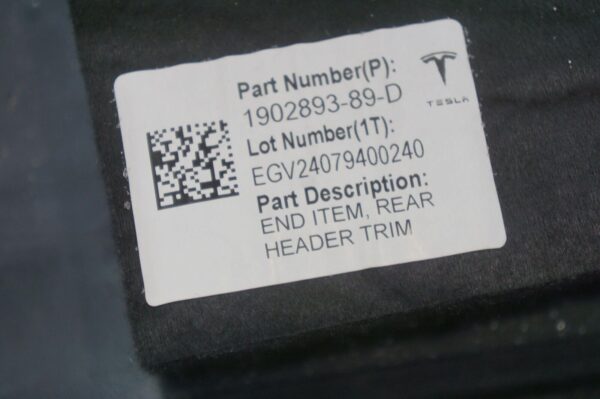 Part Number(P):
1902893-89-D
Lot Number(1T):
EGV24079400240
Part Description:
END ITEM, REAR
HEADER TRIM
TESLA